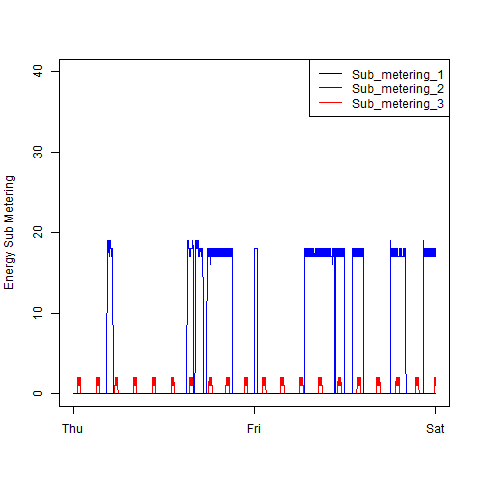 Energy Sub Metering
40
30
20
10
0
Thu
Fri
Sat
Sub_metering_1
Sub_metering_2
Sub_metering_3